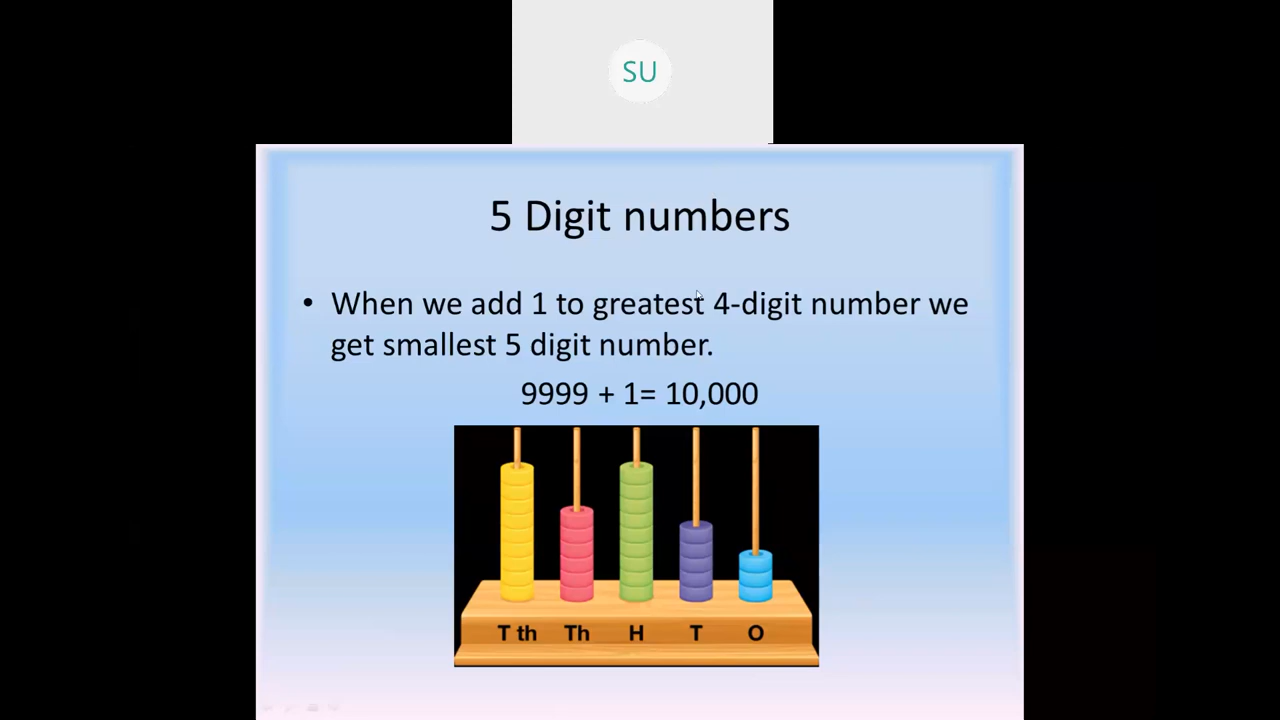 SU
5 Digit numbers
• When we add 1 to greatest 4-digit number we
get smallest 5 digit number.
9999 + 1= 10,000
T th Th H T O